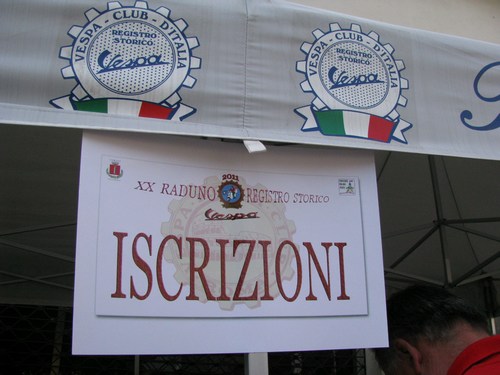 VESPA - CLUB - D'ITALIA
REGISTRO
STORICO
Vespa
VESPA - CLUB - D'ITALIA
REGISTRO
STORICO
Vespa
2011
XX RADUNO REGISTRO STORICO
Vespa
ISCRIZIONI